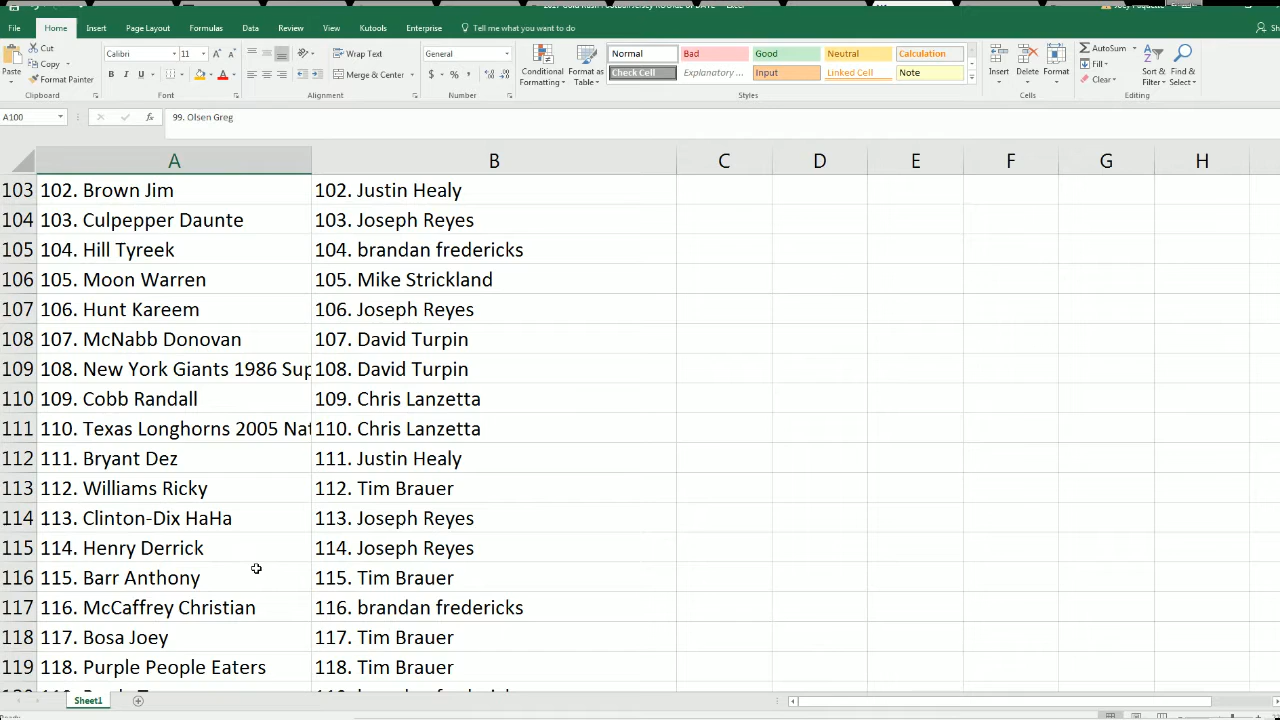 File Home Insert Page Layout Formulas Data Review View Kutools Enterprise Tell me what you want to do
Cut
Copy
Format Painter
Paste
Clipboard
Calibri 11
B I U
Font
Wrap Text
Merge & Center
Alignment
General
$ % ,
Number
Conditional Formatting
Format as Table
Normal Bad Good Neutral Calculation
Check Cell Explanatory ... Input Linked Cell Note
Styles
Insert Delete Format
Cells
AutoSum
Fill
Clear
Sort & Filter
Find & Select
Editing
A100 fx 99. Olsen Greg
A B C D E F G H
103 102. Brown Jim 102. Justin Healy
104 103. Culpepper Daunte 103. Joseph Reyes
105 104. Hill Tyreek 104. brandan fredericks
106 105. Moon Warren 105. Mike Strickland
107 106. Hunt Kareem 106. Joseph Reyes
108 107. McNabb Donovan 107. David Turpin
109 108. New York Giants 1986 Sup 108. David Turpin
110 109. Cobb Randall 109. Chris Lanzetta
111 110. Texas Longhorns 2005 Nat 110. Chris Lanzetta
112 111. Bryant Dez 111. Justin Healy
113 112. Williams Ricky 112. Tim Brauer
114 113. Clinton-Dix HaHa 113. Joseph Reyes
115 114. Henry Derrick 114. Joseph Reyes
116 115. Barr Anthony 115. Tim Brauer
117 116. McCaffrey Christian 116. brandan fredericks
118 117. Bosa Joey 117. Tim Brauer
119 118. Purple People Eaters 118. Tim Brauer
Sheet1